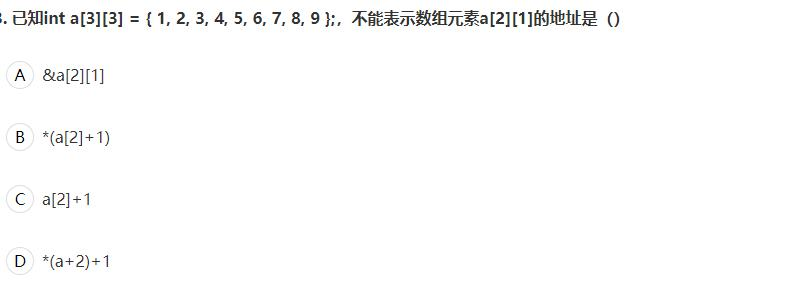 . 已知int a[3][3] = { 1, 2, 3, 4, 5, 6, 7, 8, 9 };，不能表示数组元素a[2][1]的地址是（）
A &a[2][1]
B *(a[2]+1)
C a[2]+1
D *(a+2)+1